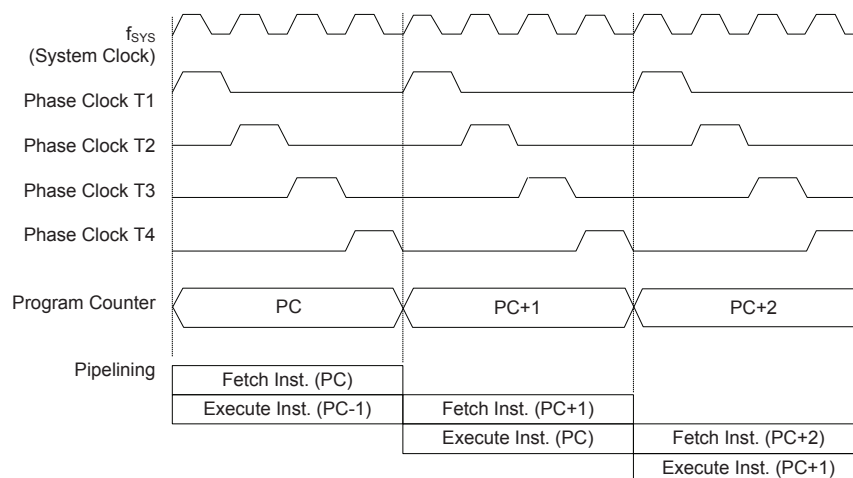 fSYS
(System Clock)
Phase Clock T1
Phase Clock T2
Phase Clock T3
Phase Clock T4
Program Counter
PC PC+1 PC+2
Pipelining
Fetch Inst. (PC)
Execute Inst. (PC-1) Fetch Inst. (PC+1)
Execute Inst. (PC) Fetch Inst. (PC+2)
Execute Inst. (PC+1)